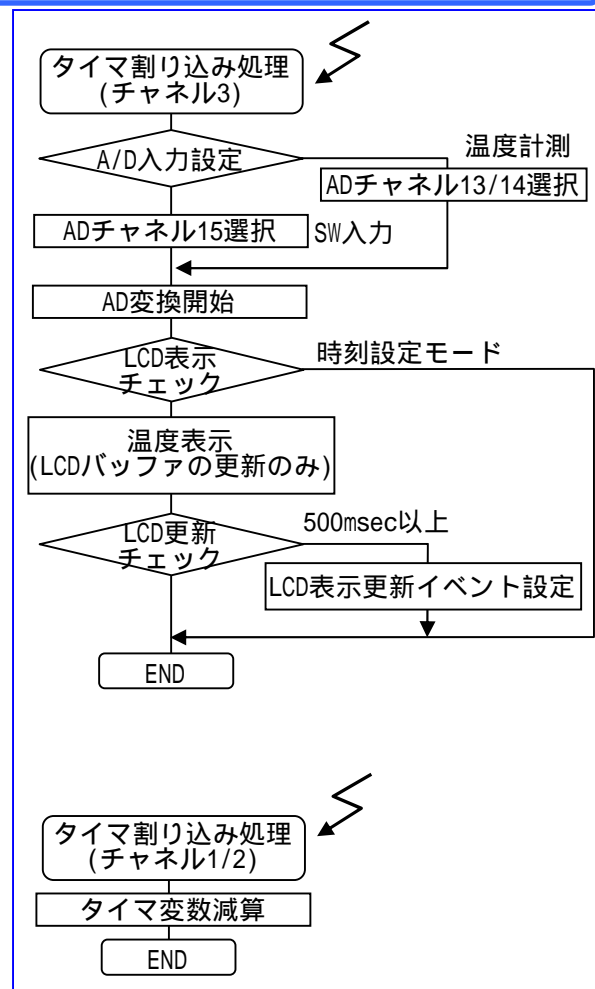 タイマ割り込み処理
(チャネル3)
A/D入力設定
温度計測
ADチャネル13/14選択
ADチャネル15選択
SW入力
AD変換開始
LCD表示
チェック
時刻設定モード
温度表示
(LCDバッファの更新のみ)
LCD更新
チェック
500msec以上
LCD表示更新イベント設定
END
タイマ割り込み処理
(チャネル1/2)
タイマ変数減算
END